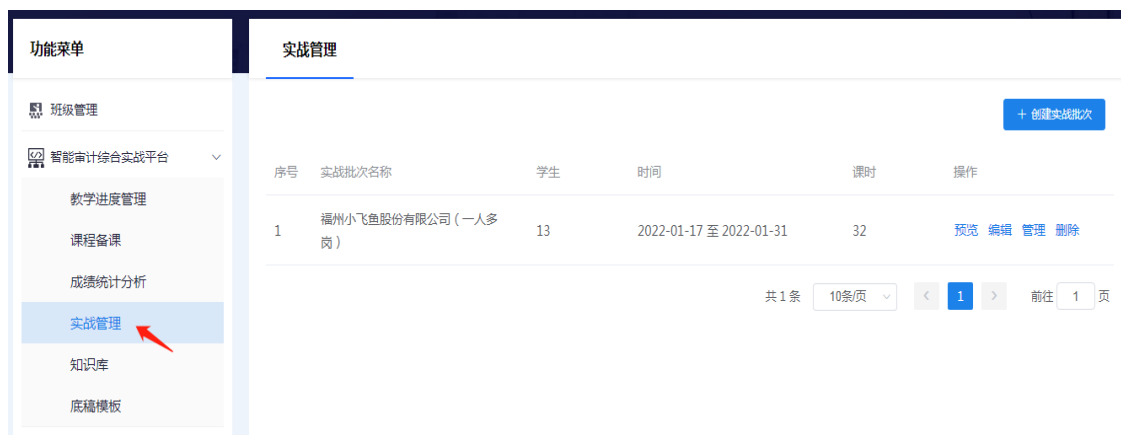 功能菜单
实战管理
班级管理
+ 创建实战批次
智能审计综合实战平台
序号 实战批次名称 学生 时间 课时 操作
教学进度管理
福州小飞鱼股份有限公司（一人多
1 13 2022-01-17 至 2022-01-31 32 预览 编辑 管理 删除
岗）
课程备课
成绩统计分析
共 1 条 10条/页 < 1 > 前往 1 页
实战管理
知识库
底稿模板